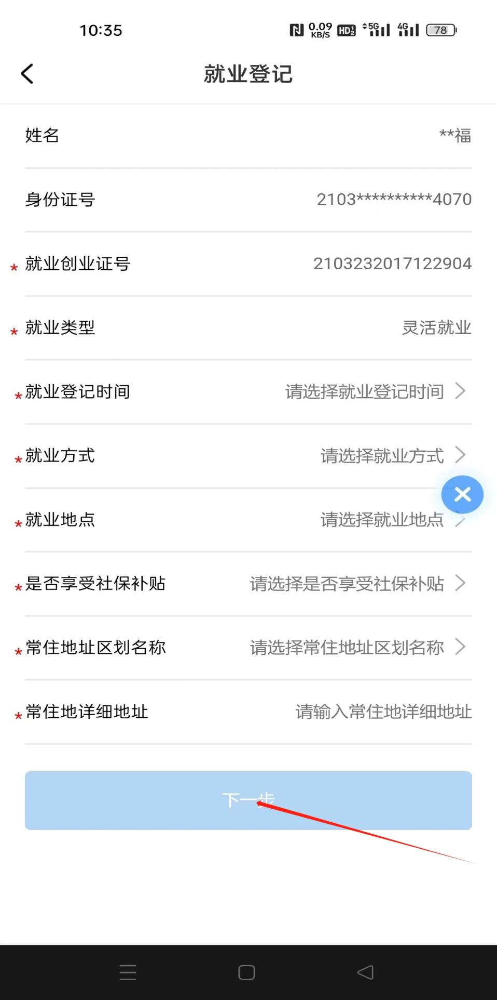 10:35 0.09 KB/S HD 1 2 5G 4G 78
就业登记
姓名 **福
身份证号 2103**********4070
* 就业创业证号 2103232017122904
* 就业类型 灵活就业
* 就业登记时间 请选择就业登记时间
* 就业方式 请选择就业方式
* 就业地点 请选择就业地点
* 是否享受社保补贴 请选择是否享受社保补贴
* 常住地址区划名称 请选择常住地址区划名称
* 常住地详细地址 请输入常住地详细地址
下一步